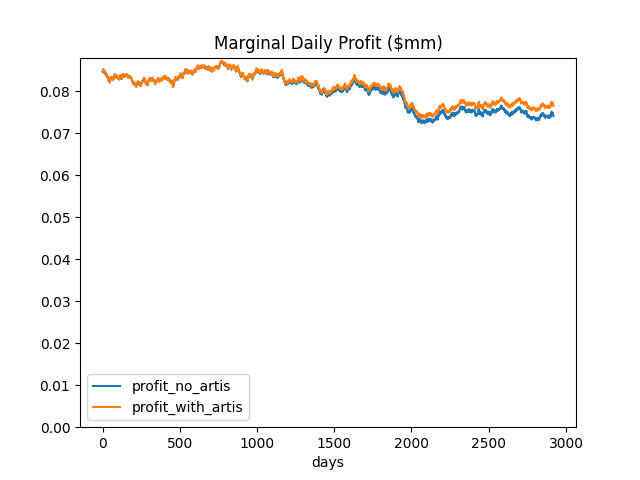 Marginal Daily Profit ($mm)
0.08
0.07
0.06
0.05
0.04
0.03
0.02
0.01
0.00
profit_no_artis
profit_with_artis
0 500 1000 1500 2000 2500 3000
days